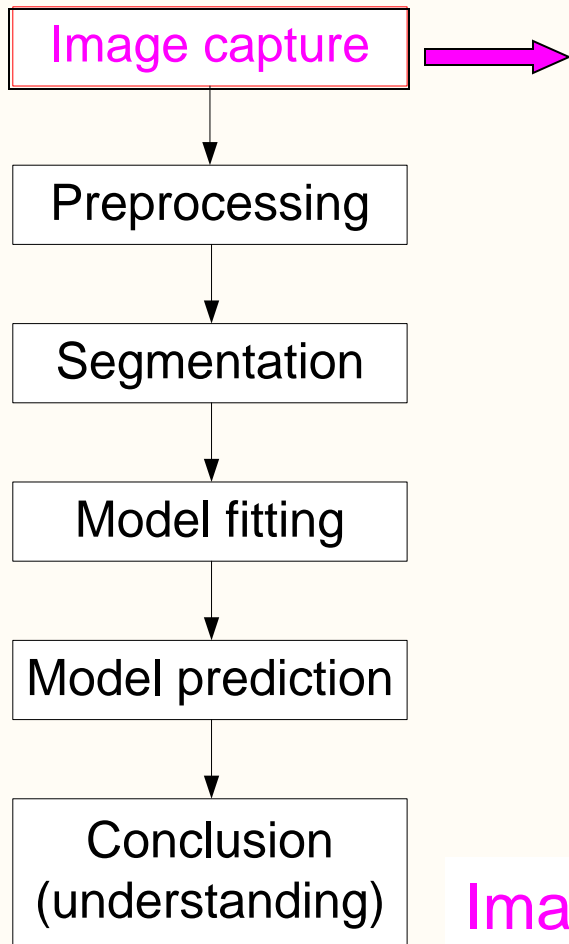 Image capture
Preprocessing
Segmentation
Model fitting
Model prediction
Conclusion
(understanding)
Ima